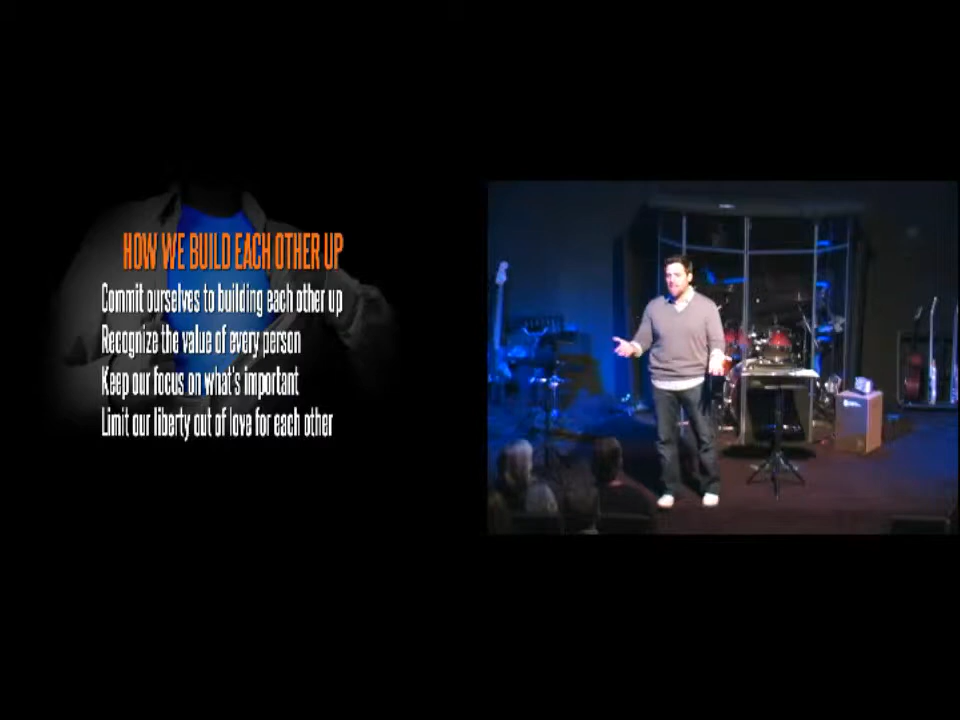 HOW WE BUILD EACH OTHER UP
Commit ourselves to building each other up
Recognize the value of every person
Keep our focus on what's important
Limit our liberty out of love for each other